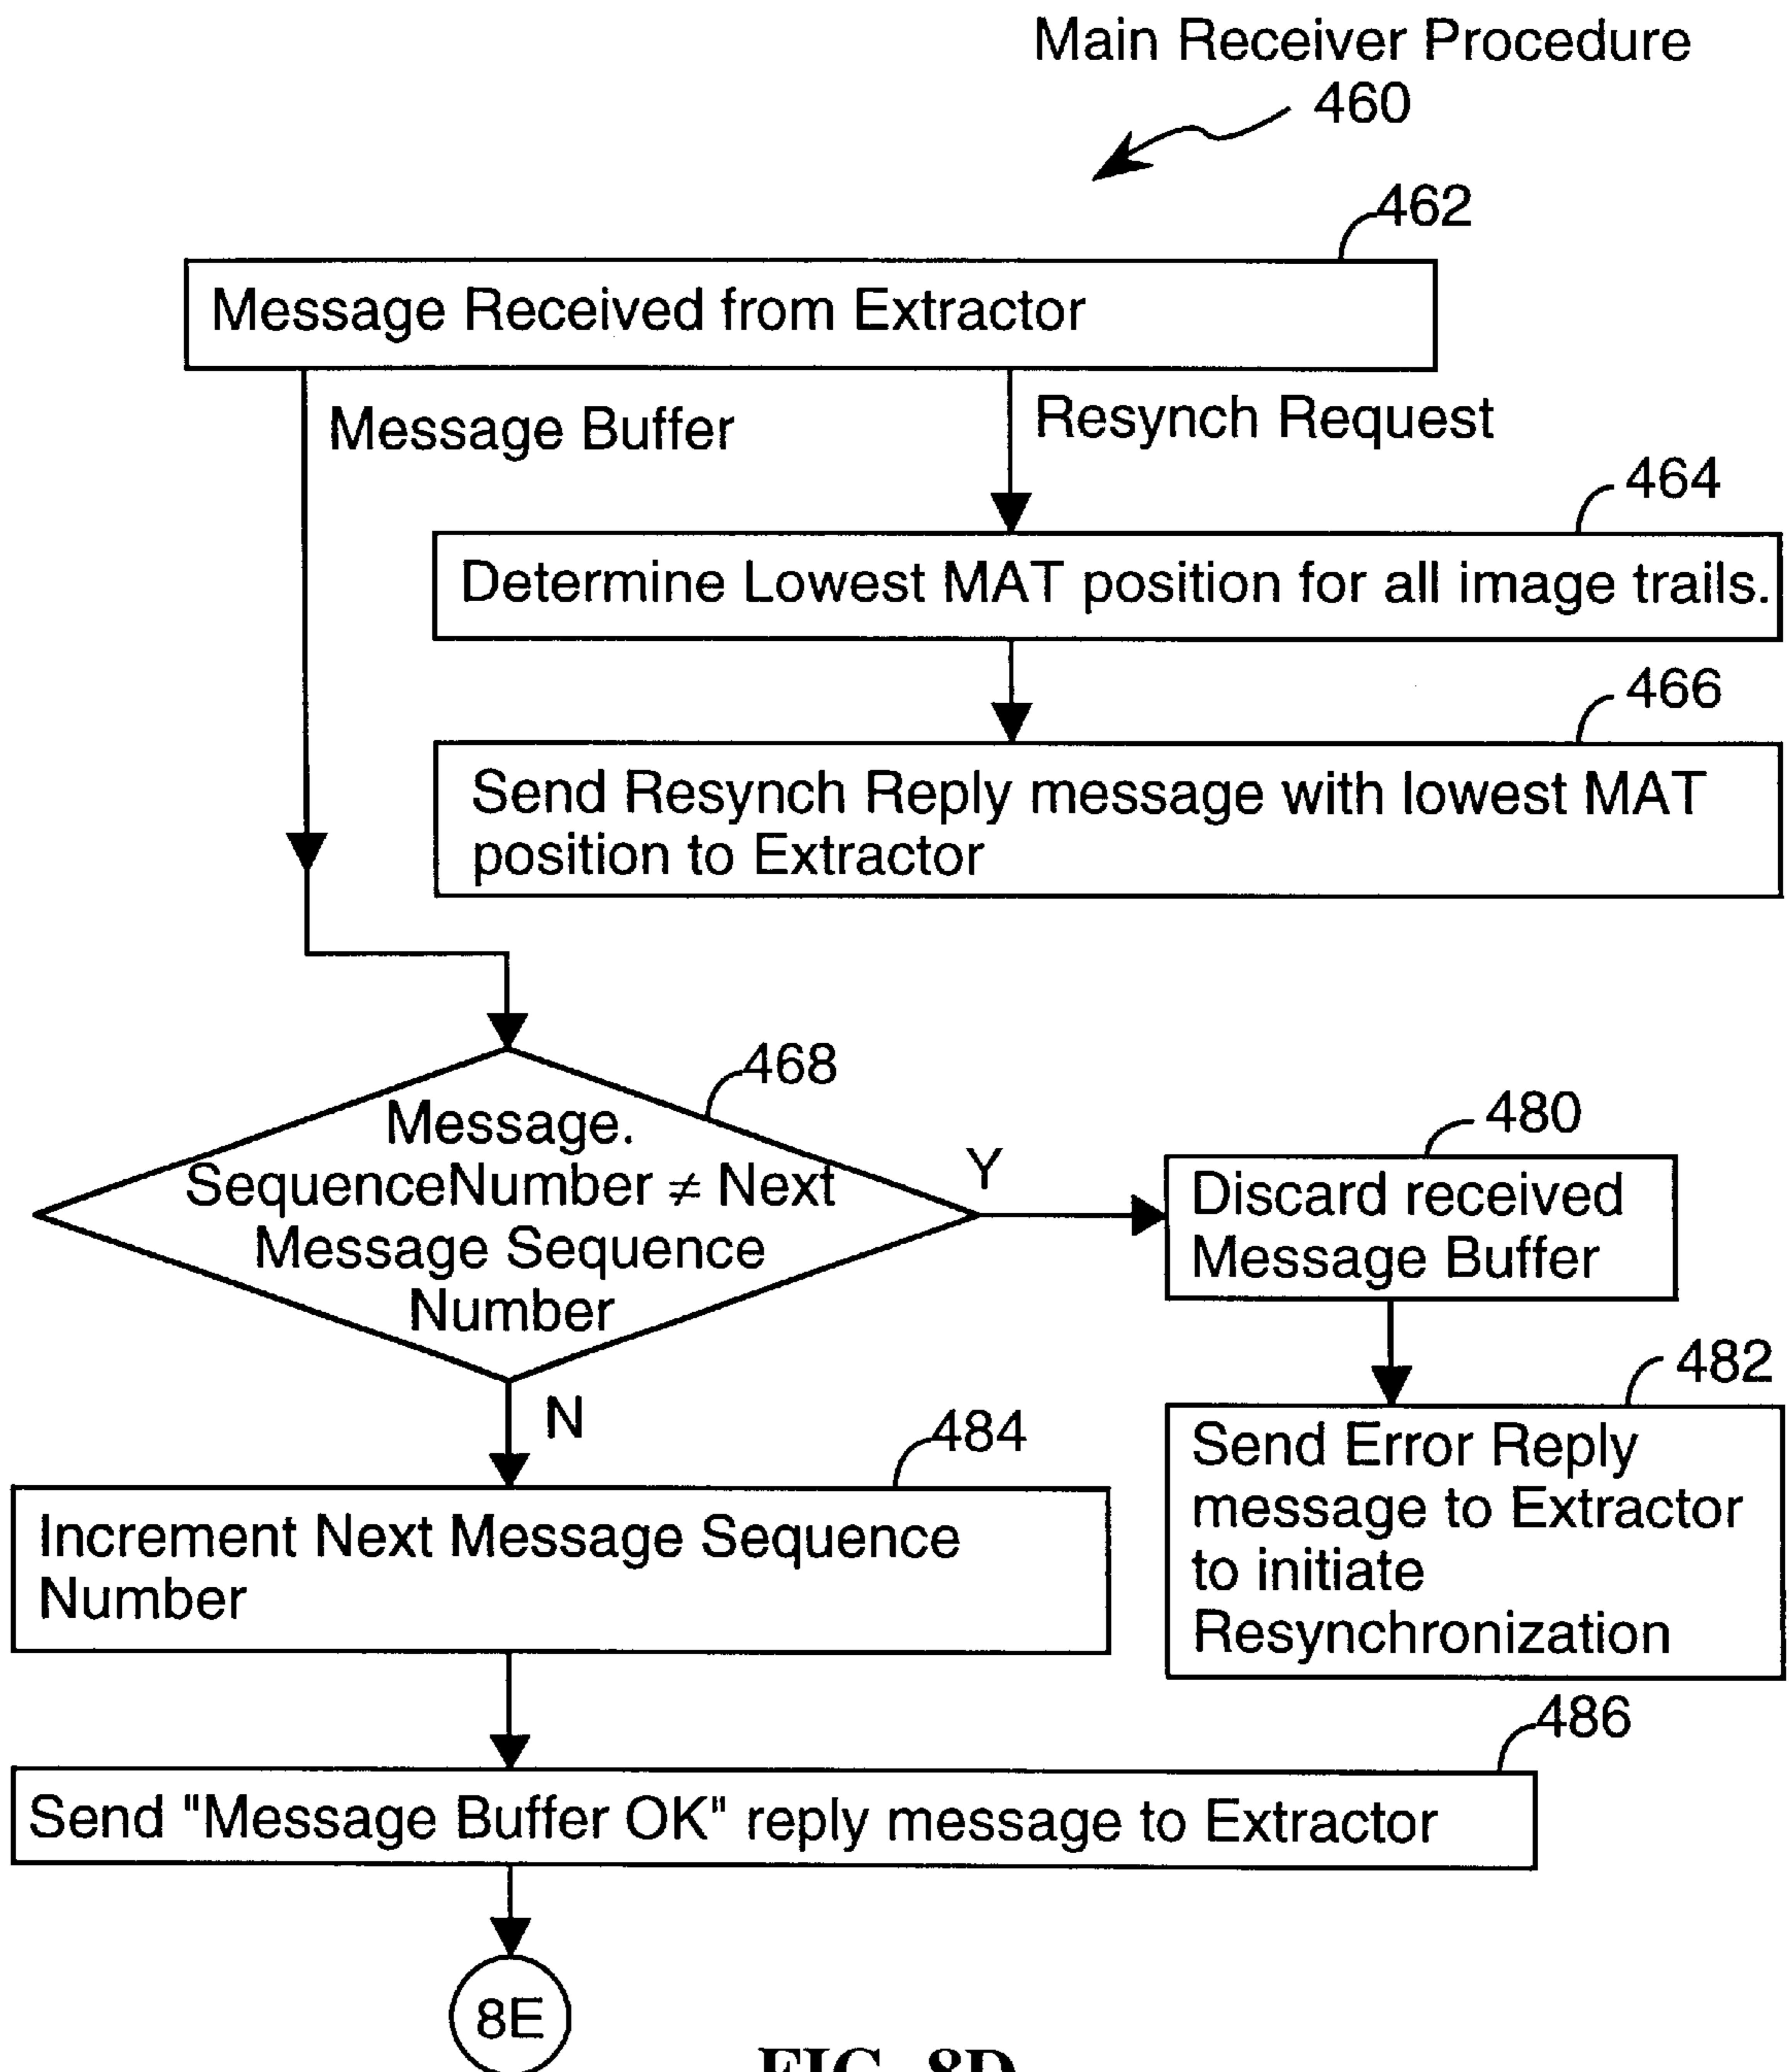 Main Receiver Procedure
460
462
Message Received from Extractor
Message Buffer
Resynch Request
464
Determine Lowest MAT position for all image trails.
466
Send Resynch Reply message with lowest MAT
position to Extractor
468
Message.
SequenceNumber ≠ Next
Message Sequence
Number
Y
480
Discard received
Message Buffer
482
Send Error Reply
message to Extractor
to initiate
Resynchronization
N
484
Increment Next Message Sequence
Number
486
Send "Message Buffer OK" reply message to Extractor
8E
FIG. 8D